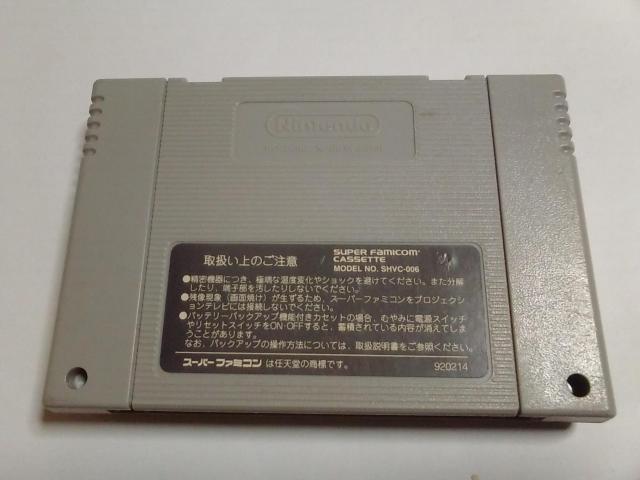 Nintendo
取扱い上のご注意
SUPER FAMICOM
CASSETTE
MODEL NO. SHVC-006
●精密機器につき、極端な温度変化やショックを避けてください。また分解
したり、端子部を汚したりしないでください。
●残像現象（画面焼け）が生ずるため、スーパーファミコンをプロジェクシ
ョンテレビには接続しないでください。
●バッテリーバックアップ機能付きカセットの場合、むやみに電源スイッチ
やリセットスイッチをON・OFFすると、蓄積されている内容が消えてしま
うことがあります。
なお、バックアップの操作方法については、取扱説明書をご参照ください。
スーパーファミコン は任天堂の商標です。
920214